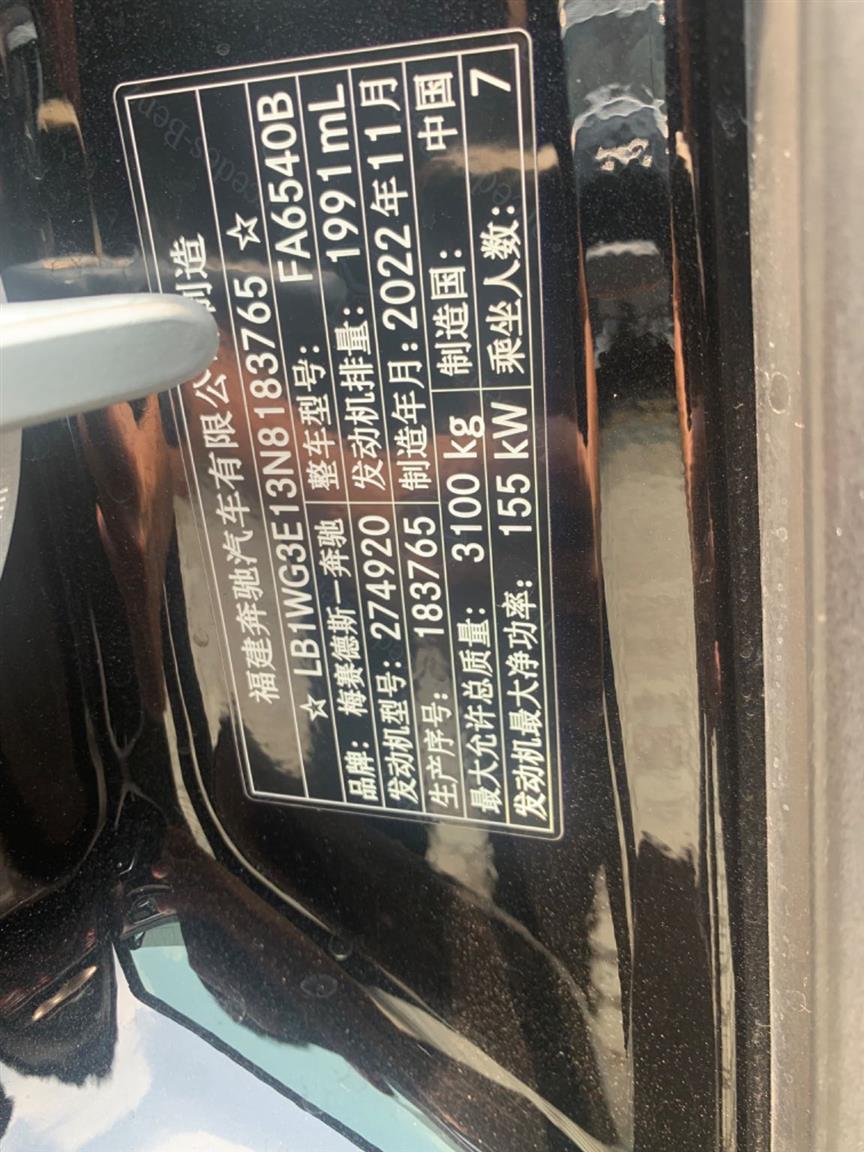 福建奔驰汽车有限公 制造
☆ LB1WG3E13N8183765 ☆
品牌: 梅赛德斯一奔驰 整车型号: FA6540B
发动机型号: 274920 发动机排量: 1991mL
生产序号: 183765 制造年月: 2022年11月
最大允许总质量: 3100 kg 制造国: 中国
发动机最大净功率: 155 kW 乘坐人数: 7